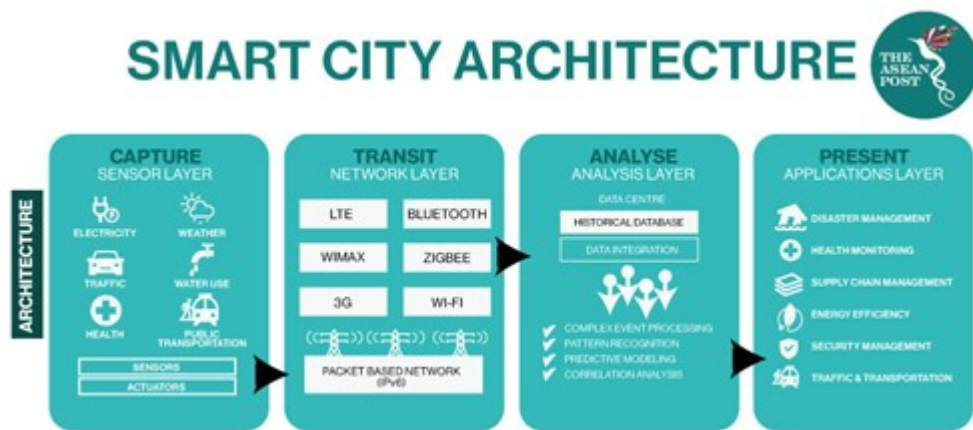 SMART CITY ARCHITECTURE
THE
ASEAN
POST
ARCHITECTURE
CAPTURE
SENSOR LAYER
ELECTRICITY
WEATHER
TRAFFIC
WATER USE
HEALTH
PUBLIC
TRANSPORTATION
SENSORS
ACTUATORS
TRANSIT
NETWORK LAYER
LTE
BLUETOOTH
WIMAX
ZIGBEE
3G
WI-FI
PACKET BASED NETWORK
(IPv6)
ANALYSE
ANALYSIS LAYER
DATA CENTRE
HISTORICAL DATABASE
DATA INTEGRATION
COMPLEX EVENT PROCESSING
PATTERN RECOGNITION
PREDICTIVE MODELING
CORRELATION ANALYSIS
PRESENT
APPLICATIONS LAYER
DISASTER MANAGEMENT
HEALTH MONITORING
SUPPLY CHAIN MANAGEMENT
ENERGY EFFICIENCY
SECURITY MANAGEMENT
TRAFFIC & TRANSPORTATION